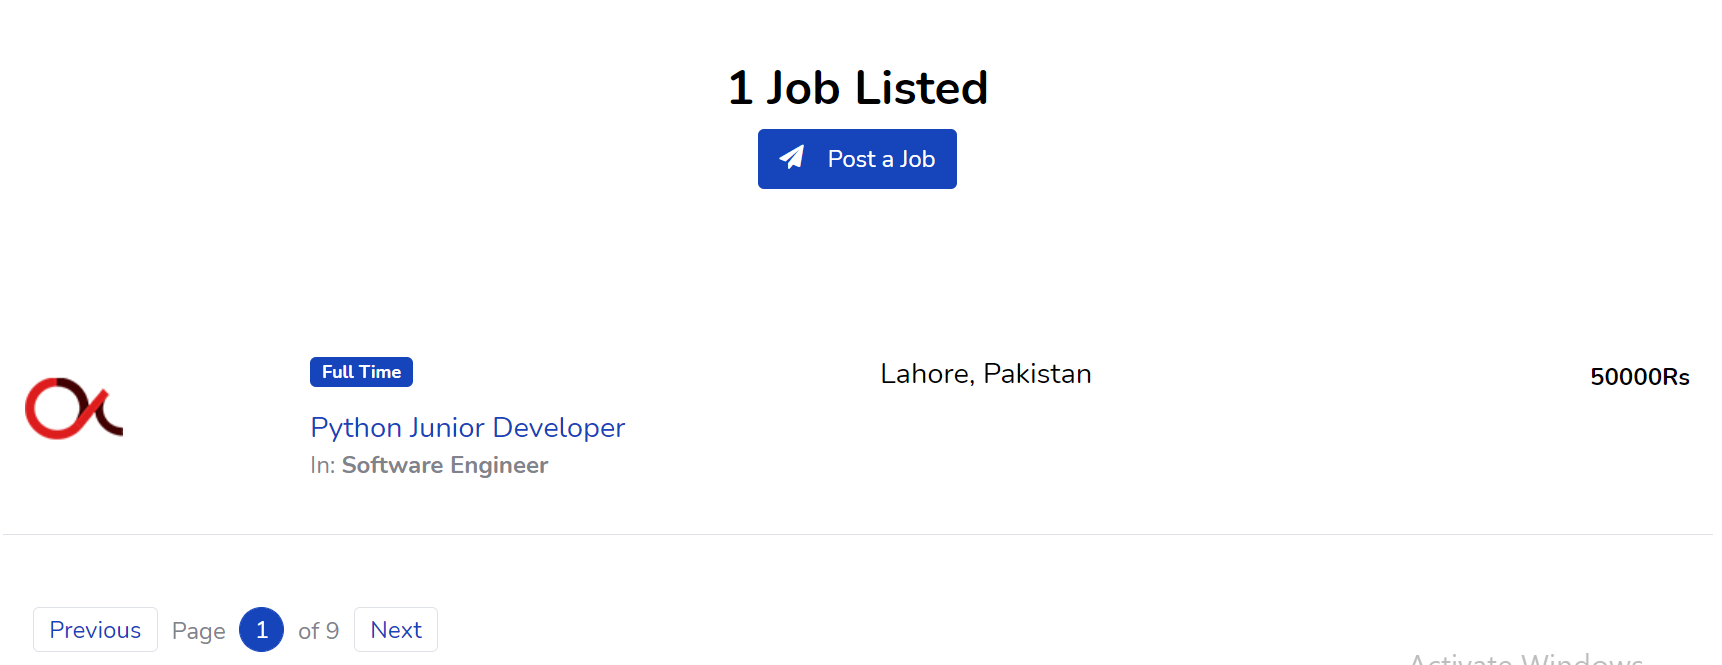 1 Job Listed
Post a Job
Full Time
Lahore, Pakistan
50000Rs
Python Junior Developer
In: Software Engineer
Previous Page 1 of 9 Next
Activate Windows